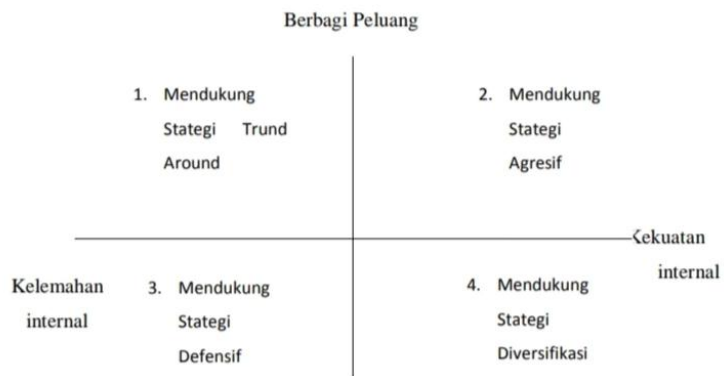 Berbagi Peluang
1. Mendukung
Stategi Trund
Around
2. Mendukung
Stategi
Agresif
Kekuatan
internal
Kelemahan
internal
3. Mendukung
Stategi
Defensif
4. Mendukung
Stategi
Diversifikasi